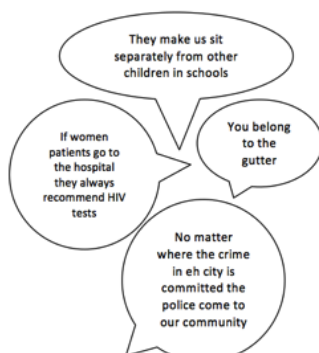 They make us sit
separately from other
children in schools
If women
patients go to
the hospital
they always
recommend HIV
tests
You belong
to the
gutter
No matter
where the crime
in eh city is
committed the
police come to
our community